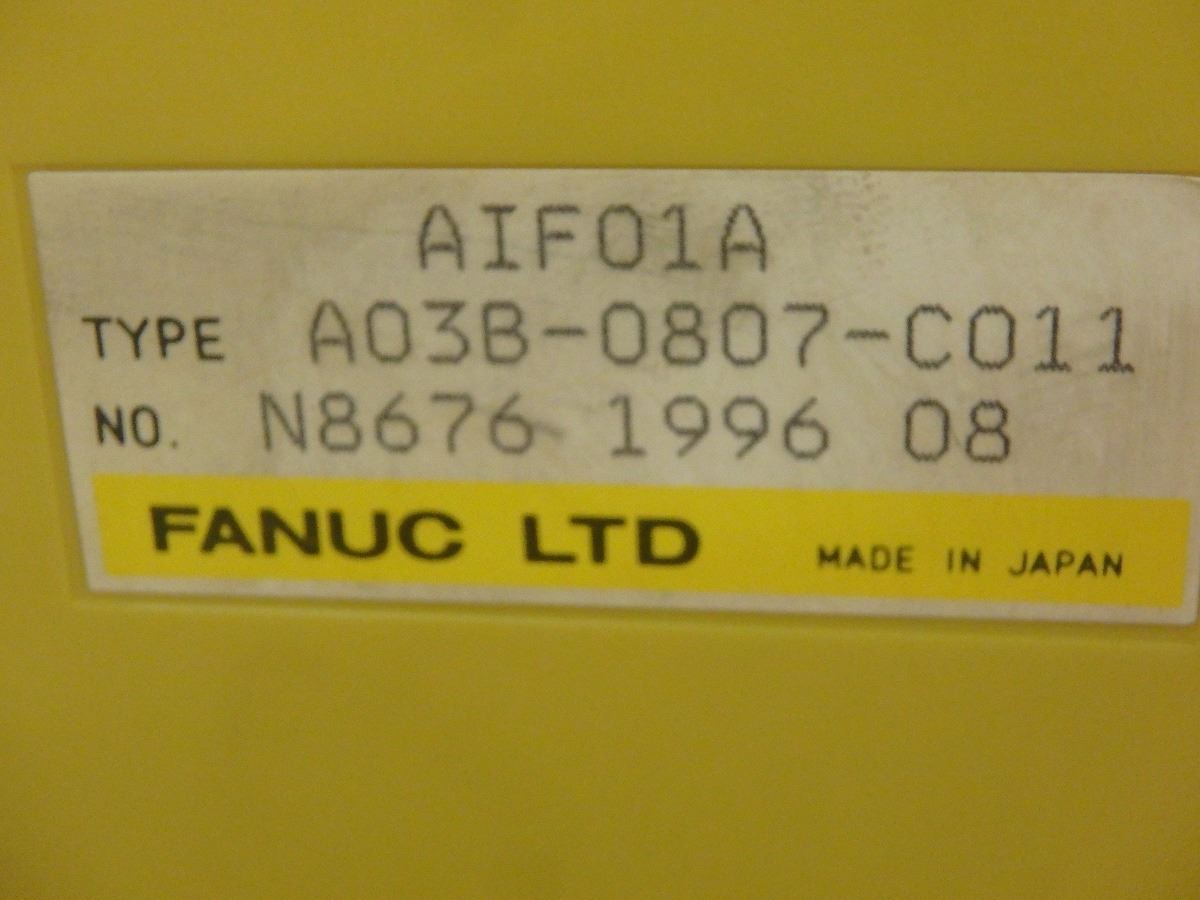 AIF01A
TYPE A03B-0807-C011
NO. N8676 1996 08
FANUC LTD MADE IN JAPAN